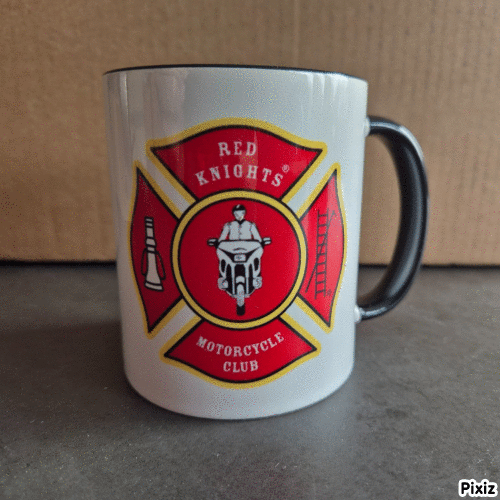 RED
KNIGHTS®
MOTORCYCLE
CLUB
Pixiz